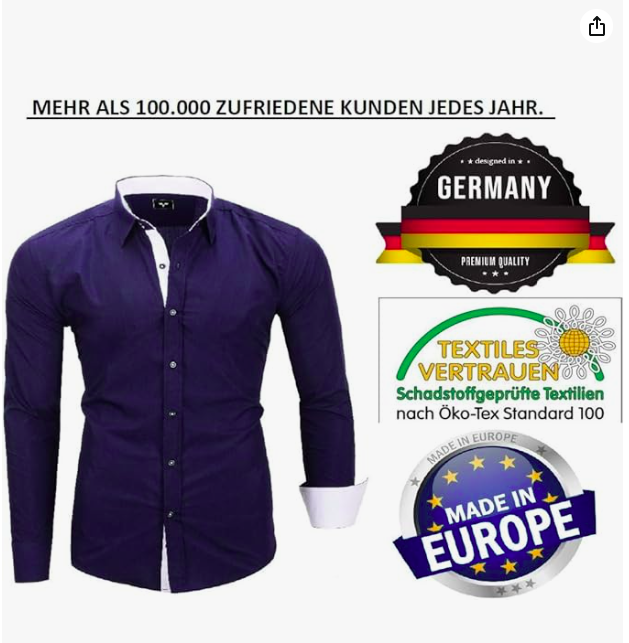 MEHR ALS 100.000 ZUFRIEDENE KUNDEN JEDES JAHR.
designed in
GERMANY
PREMIUM QUALITY
TEXTILES
VERTRAUEN
Schadstoffgeprüfte Textilien
nach Öko-Tex Standard 100
MADE IN EUROPE
MADE IN
EUROPE